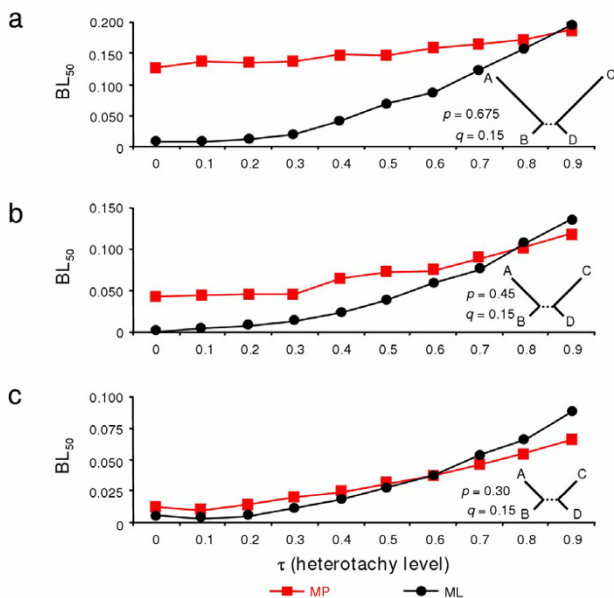 a
0.200
0.150
0.100
0.050
0
BL50
0 0.1 0.2 0.3 0.4 0.5 0.6 0.7 0.8 0.9
A C
p = 0.675
q = 0.15
B D
b
0.150
0.100
0.050
0
BL50
0 0.1 0.2 0.3 0.4 0.5 0.6 0.7 0.8 0.9
A C
p = 0.45
q = 0.15
B D
c
0.100
0.075
0.050
0.025
0
BL50
0 0.1 0.2 0.3 0.4 0.5 0.6 0.7 0.8 0.9
A C
p = 0.30
q = 0.15
B D
τ (heterotachy level)
MP ML